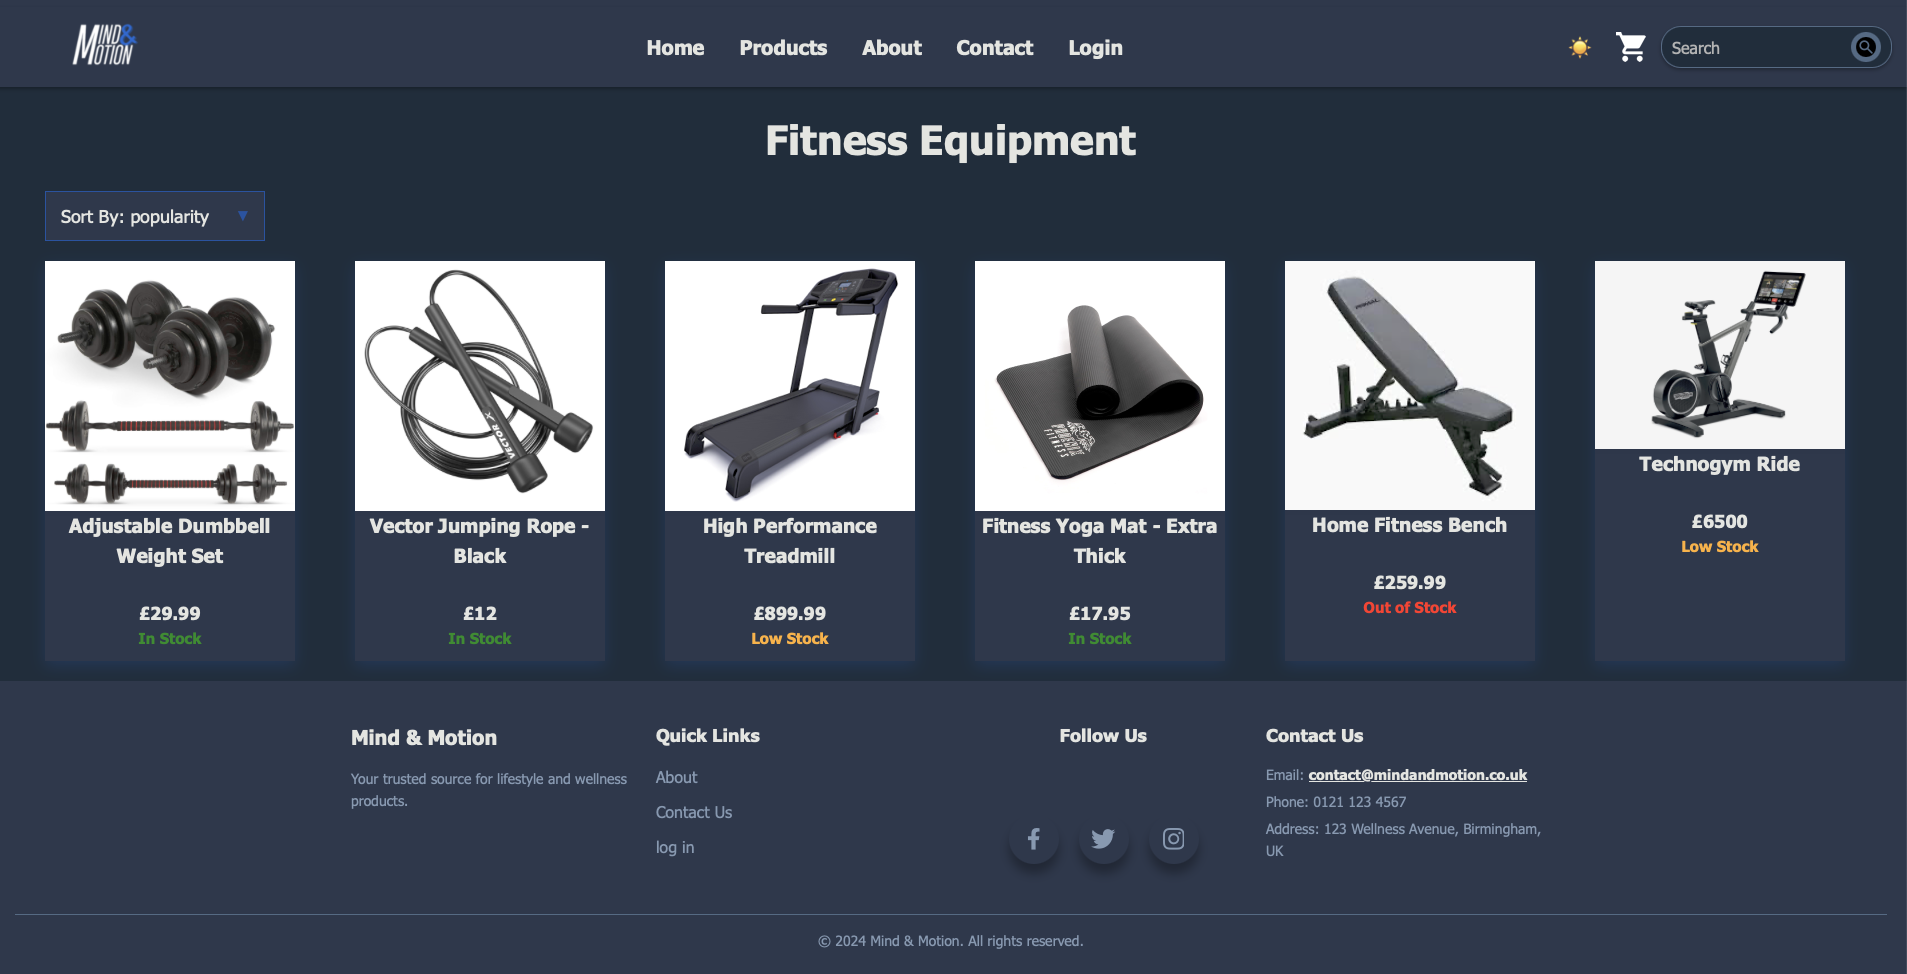 MIND&
MOTION
Home
Products
About
Contact
Login
Search
Fitness Equipment
Sort By: popularity
VECTOR X
FITNESS
Adjustable Dumbbell
Weight Set
£29.99
In Stock
Vector Jumping Rope -
Black
£12
In Stock
High Performance
Treadmill
£899.99
Low Stock
Fitness Yoga Mat - Extra
Thick
£17.95
In Stock
Home Fitness Bench
£259.99
Out of Stock
Technogym Ride
£6500
Low Stock
Mind & Motion
Your trusted source for lifestyle and wellness
products.
Quick Links
About
Contact Us
log in
Follow Us
Contact Us
Email: contact@mindandmotion.co.uk
Phone: 0121 123 4567
Address: 123 Wellness Avenue, Birmingham,
UK
© 2024 Mind & Motion. All rights reserved.